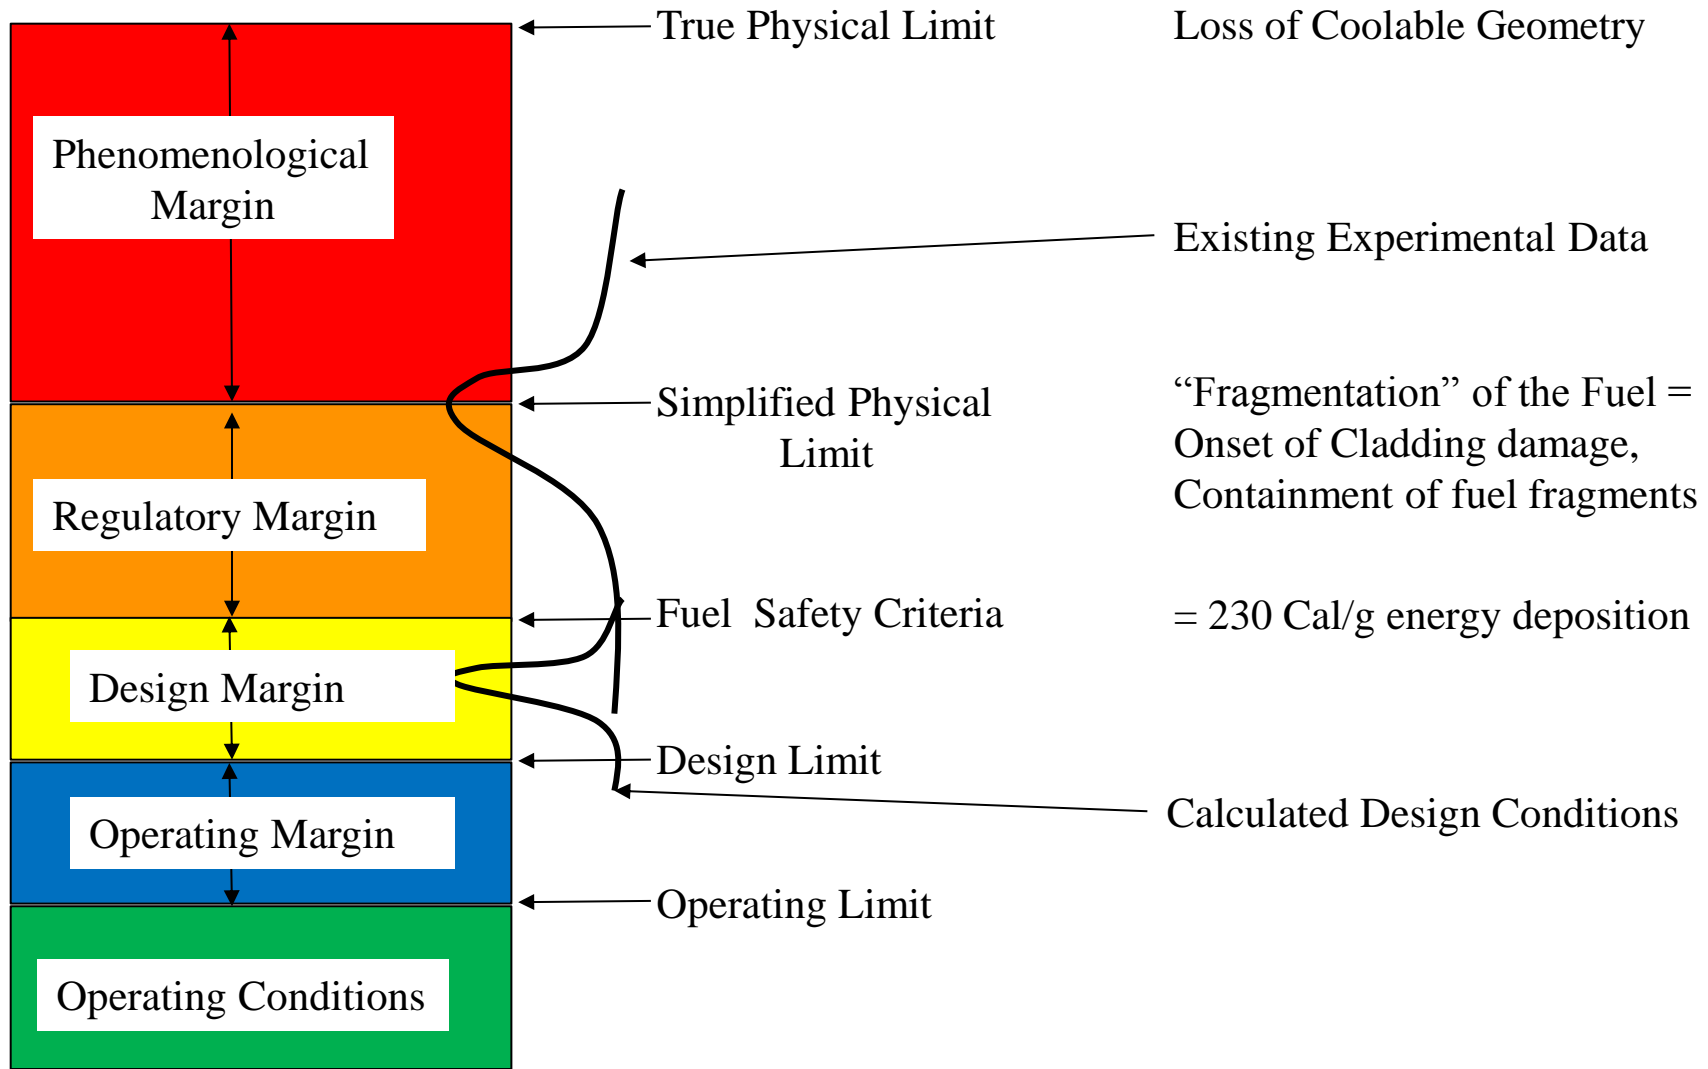 True Physical Limit
Loss of Coolable Geometry
Phenomenological
Margin
Existing Experimental Data
Simplified Physical
Limit
“Fragmentation” of the Fuel =
Onset of Cladding damage,
Containment of fuel fragments
Regulatory Margin
Fuel Safety Criteria
= 230 Cal/g energy deposition
Design Margin
Design Limit
Calculated Design Conditions
Operating Margin
Operating Limit
Operating Conditions